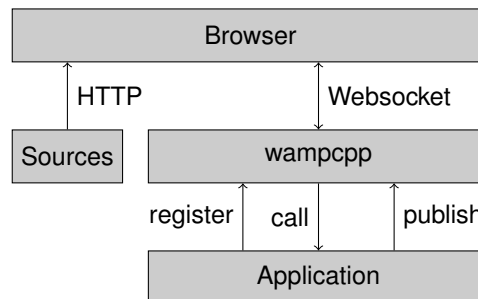 Browser
HTTP
Websocket
Sources
wampcpp
register
call
publish
Application